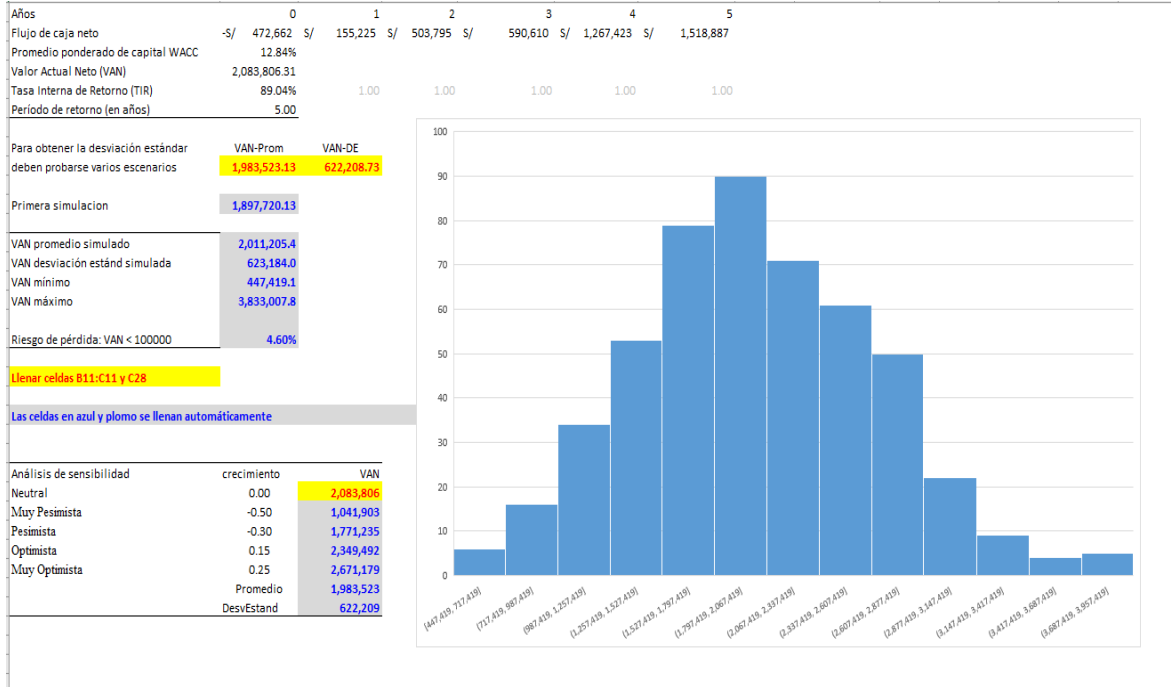 Años 0 1 2 3 4 5
Flujo de caja neto -S/ 472,662 S/ 155,225 S/ 503,795 S/ 590,610 S/ 1,267,423 S/ 1,518,887
Promedio ponderado de capital WACC 12.84%
Valor Actual Neto (VAN) 2,083,806.31
Tasa Interna de Retorno (TIR) 89.04% 1.00 1.00 1.00 1.00 1.00
Período de retorno (en años) 5.00
Para obtener la desviación estándar VAN-Prom VAN-DE
deben probarse varios escenarios 1,983,523.13 622,208.73
Primera simulacion 1,897,720.13
VAN promedio simulado 2,011,205.4
VAN desviación estánd simulada 623,184.0
VAN mínimo 447,419.1
VAN máximo 3,833,007.8
Riesgo de pérdida: VAN < 100000 4.60%
Llenar celdas B11:C11 y C28
Las celdas en azul y plomo se llenan automáticamente
Análisis de sensibilidad crecimiento VAN
Neutral 0.00 2,083,806
Muy Pesimista -0.50 1,041,903
Pesimista -0.30 1,771,235
Optimista 0.15 2,349,492
Muy Optimista 0.25 2,671,179
Promedio 1,983,523
DesvEstand 622,209
100
90
80
70
60
50
40
30
20
10
0
[447,419, 717,419]
(717,419, 987,419]
(987,419, 1,257,419]
(1,257,419, 1,527,419]
(1,527,419, 1,797,419]
(1,797,419, 2,067,419]
(2,067,419, 2,337,419]
(2,337,419, 2,607,419]
(2,607,419, 2,877,419]
(2,877,419, 3,147,419]
(3,147,419, 3,417,419]
(3,417,419, 3,687,419]
(3,687,419, 3,957,419]